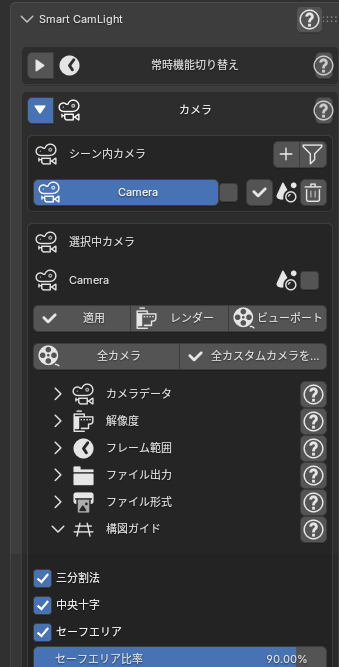 Smart CamLight
常時機能切り替え
カメラ
シーン内カメラ
Camera
選択中カメラ
Camera
適用 レンダー ビューポート
全カメラ 全カスタムカメラを...
カメラデータ
解像度
フレーム範囲
ファイル出力
ファイル形式
構図ガイド
三分割法
中央十字
セーフエリア
セーフエリア比率 90.00%